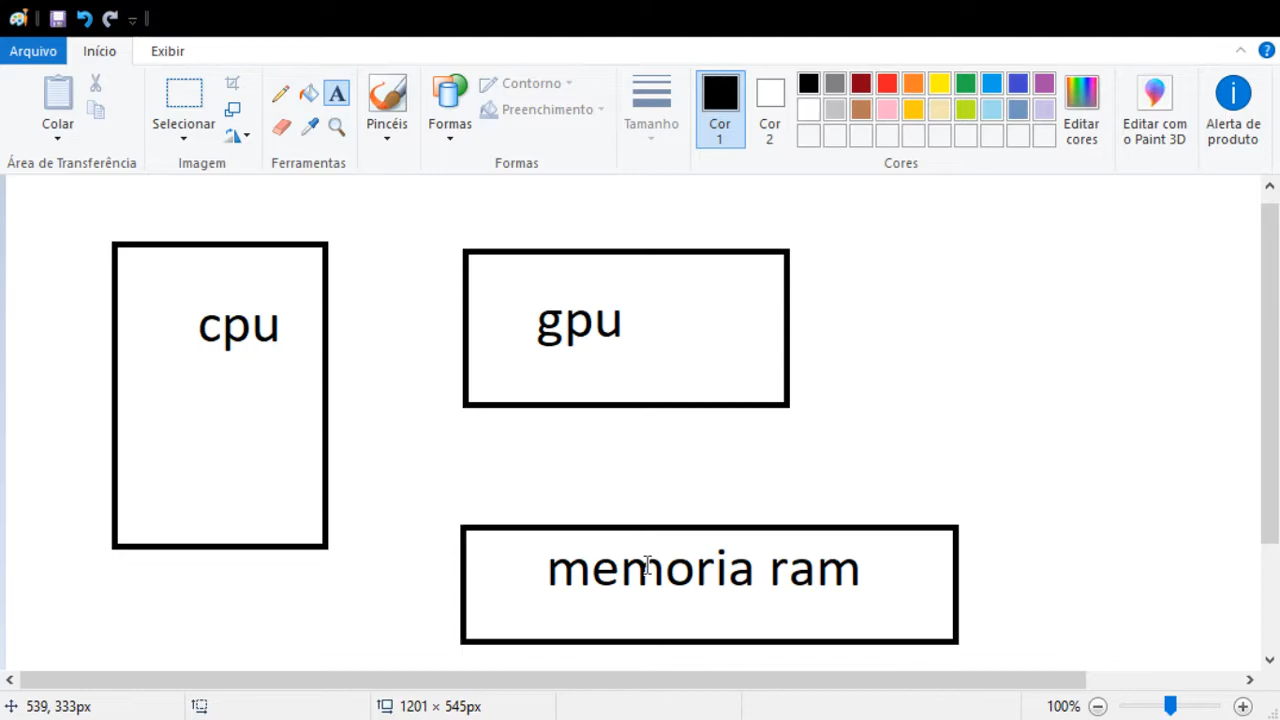 Arquivo Início Exibir
Colar
Selecionar
Pincéis
Formas
Contorno
Preenchimento
Tamanho
Cor 1
Cor 2
Editar cores
Editar com o Paint 3D
Alerta de produto
Área de Transferência
Imagem
Ferramentas
Formas
Cores
cpu
gpu
memoria ram
539, 333px
1201 × 545px
100%